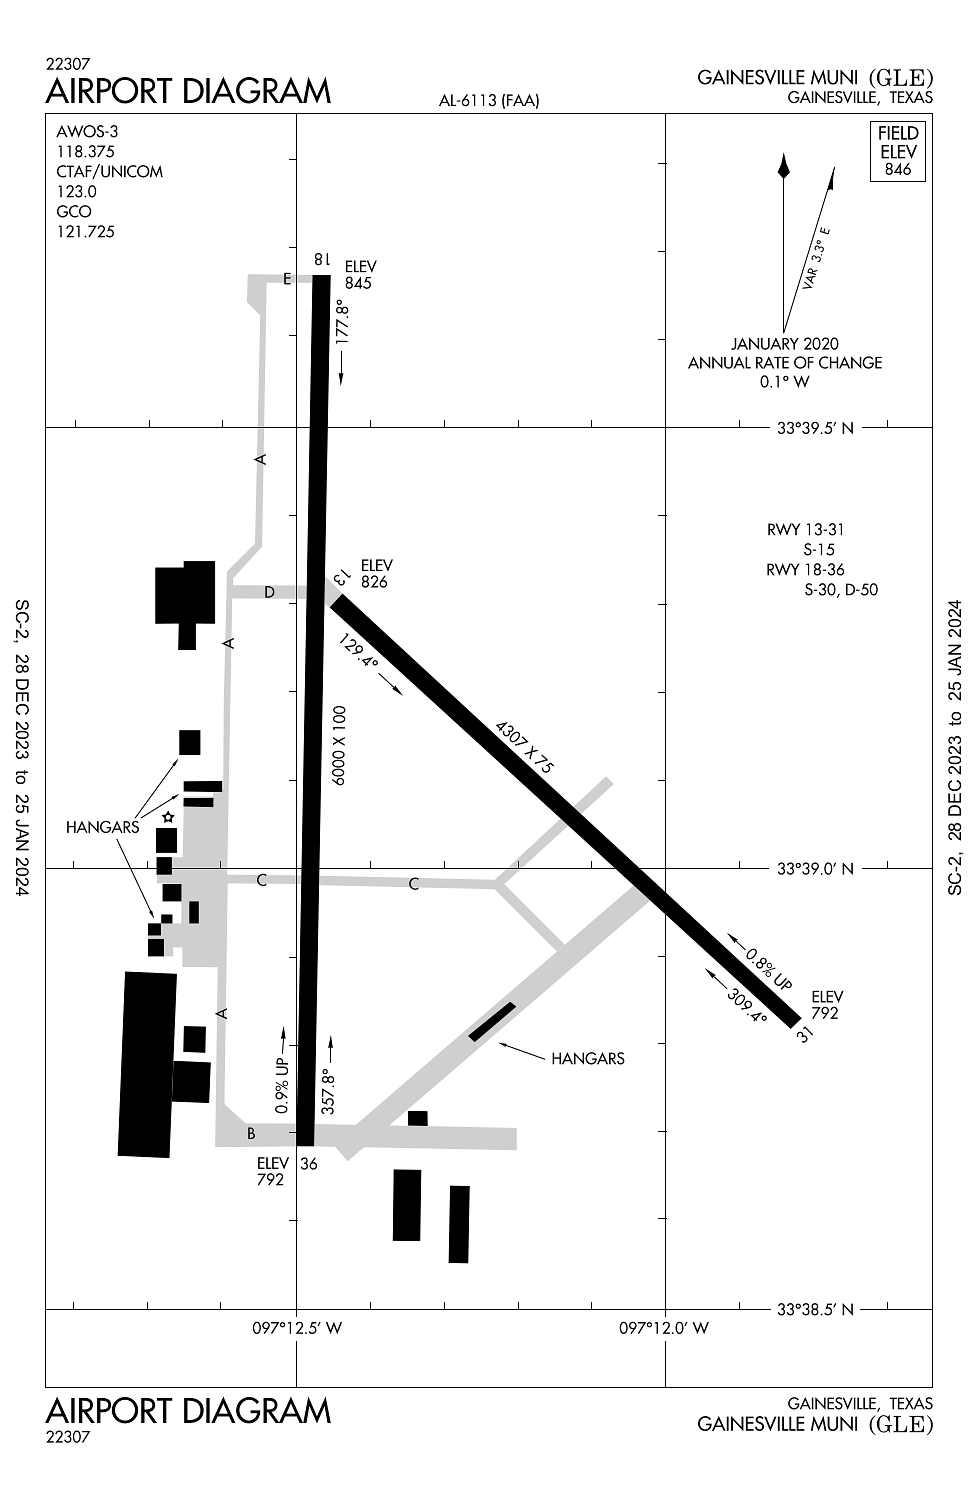 22307
AIRPORT DIAGRAM
AL-6113 (FAA)
GAINESVILLE MUNI (GLE)
GAINESVILLE, TEXAS
AWOS-3
118.375
CTAF/UNICOM
123.0
GCO
121.725
FIELD
ELEV
846
VAR 3.3° E
JANUARY 2020
ANNUAL RATE OF CHANGE
0.1° W
18
ELEV
845
E
177.8°
33°39.5' N
A
RWY 13-31
S-15
RWY 18-36
S-30, D-50
13
ELEV
826
D
A
129.4°
6000 X 100
4307 X 75
HANGARS
33°39.0' N
C
C
0.8% UP
309.4°
ELEV
792
31
A
HANGARS
0.9% UP
357.8°
B
ELEV
792
36
33°38.5' N
097°12.5' W
097°12.0' W
SC-2, 28 DEC 2023 to 25 JAN 2024
SC-2, 28 DEC 2023 to 25 JAN 2024
AIRPORT DIAGRAM
22307
GAINESVILLE, TEXAS
GAINESVILLE MUNI (GLE)